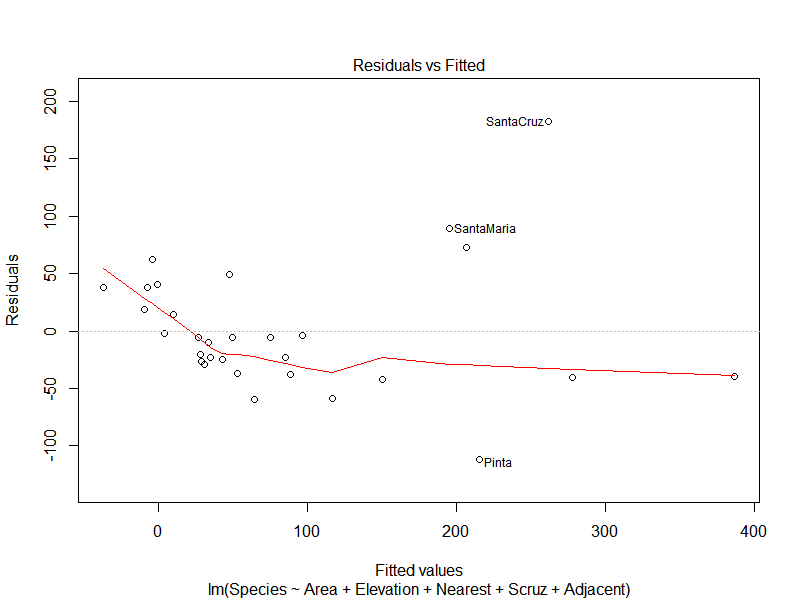 Residuals vs Fitted
200
150
100
50
0
-50
-100
Residuals
SantaCruz
SantaMaria
Pinta
0 100 200 300 400
Fitted values
lm(Species ~ Area + Elevation + Nearest + Scruz + Adjacent)